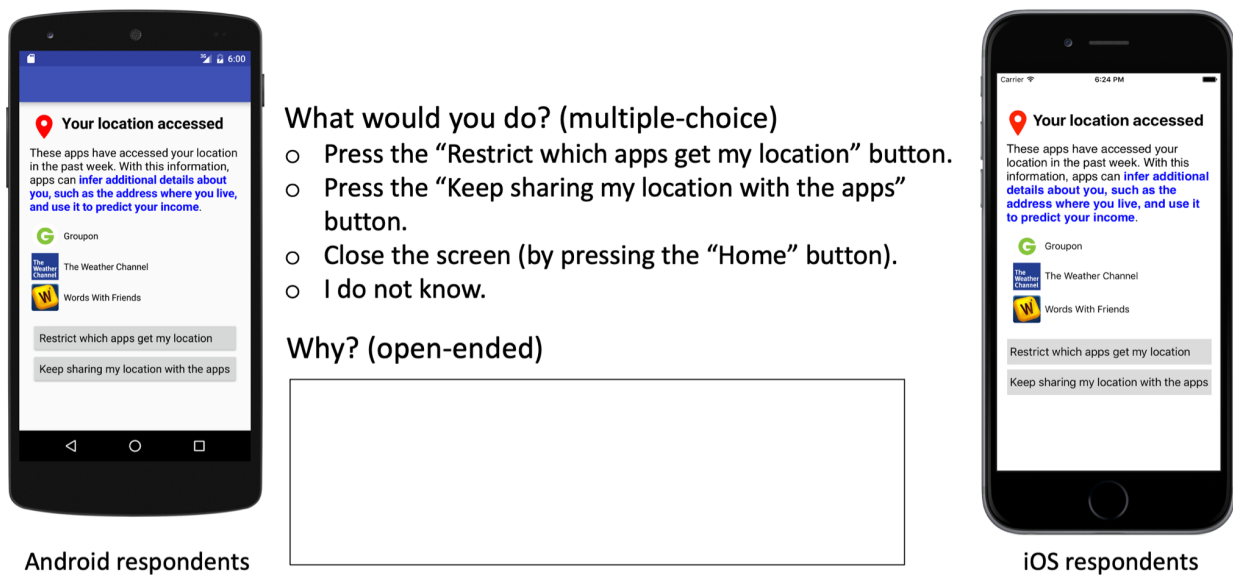 3G 6:00
Your location accessed
These apps have accessed your location
in the past week. With this information,
apps can infer additional details about
you, such as the address where you live,
and use it to predict your income.
G Groupon
The
Weather
Channel
The Weather Channel
W Words With Friends
Restrict which apps get my location
Keep sharing my location with the apps
Android respondents
What would you do? (multiple-choice)
○ Press the “Restrict which apps get my location” button.
○ Press the “Keep sharing my location with the apps”
button.
○ Close the screen (by pressing the “Home” button).
○ I do not know.
Why? (open-ended)
Carrier 6:24 PM
Your location accessed
These apps have accessed your
location in the past week. With this
information, apps can infer additional
details about you, such as the
address where you live, and use it
to predict your income.
G Groupon
The
Weather
Channel
The Weather Channel
W Words With Friends
Restrict which apps get my location
Keep sharing my location with the apps
iOS respondents